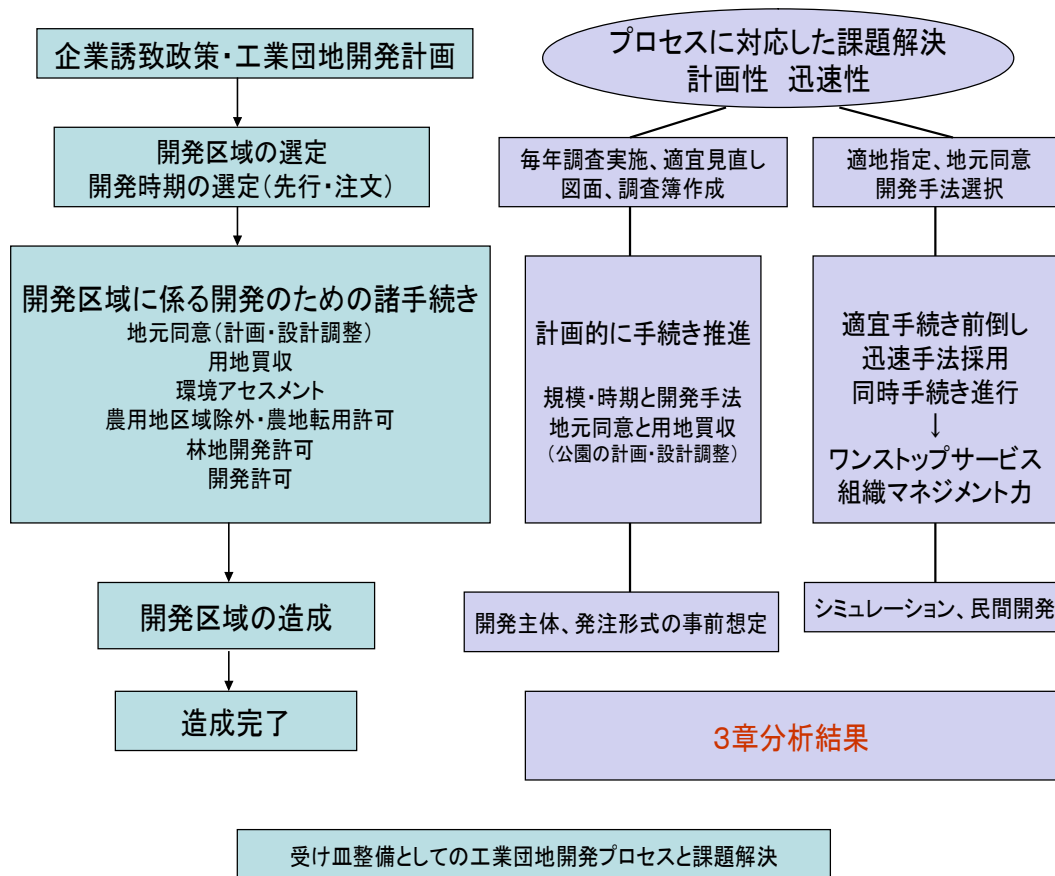 企業誘致政策・工業団地開発計画
開発区域の選定
開発時期の選定(先行・注文)
開発区域に係る開発のための諸手続き
地元同意(計画・設計調整)
用地買収
環境アセスメント
農用地区域除外・農地転用許可
林地開発許可
開発許可
開発区域の造成
造成完了
プロセスに対応した課題解決
計画性 迅速性
毎年調査実施、適宜見直し
図面、調査簿作成
計画的に手続き推進
規模・時期と開発手法
地元同意と用地買収
(公園の計画・設計調整)
開発主体、発注形式の事前想定
適地指定、地元同意
開発手法選択
適宜手続き前倒し
迅速手法採用
同時手続き進行
↓
ワンストップサービス
組織マネジメント力
シミュレーション、民間開発
3章分析結果
受け皿整備としての工業団地開発プロセスと課題解決